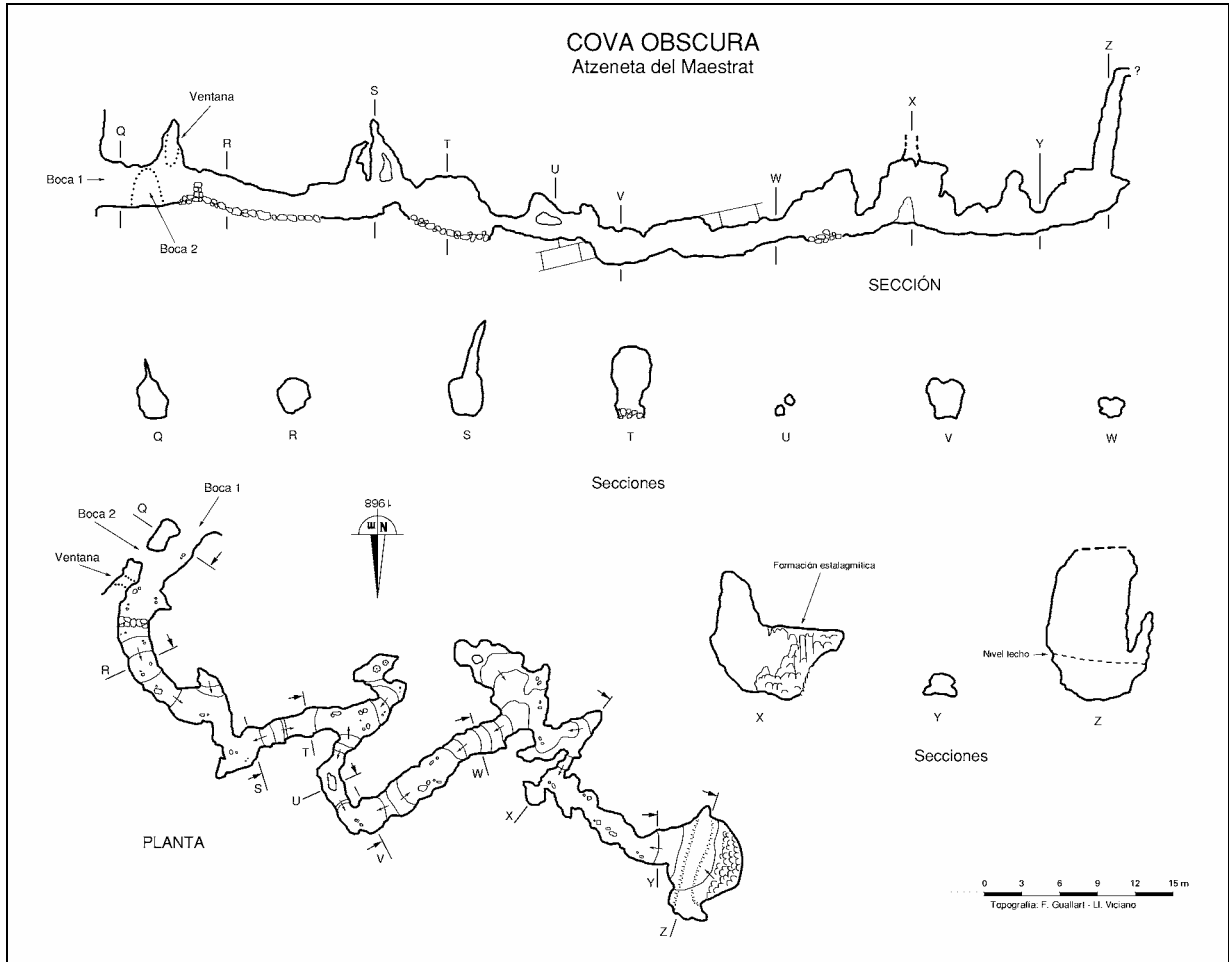 COVA OBSCURA
Atzeneta del Maestrat
Z
?
S
X
Ventana
Q
R
T
U
V
W
Y
Boca 1
Boca 2
SECCIÓN
Q
R
S
T
U
V
W
Secciones
Boca 1
Q
Boca 2
Ventana
1968
N m
R
S
T
U
V
W
X
Y
Z
PLANTA
Formación estalagmítica
Nivel techo
X
Y
Z
Secciones
0 3 6 9 12 15 m
Topografía: F. Guallart - Ll. Viciano